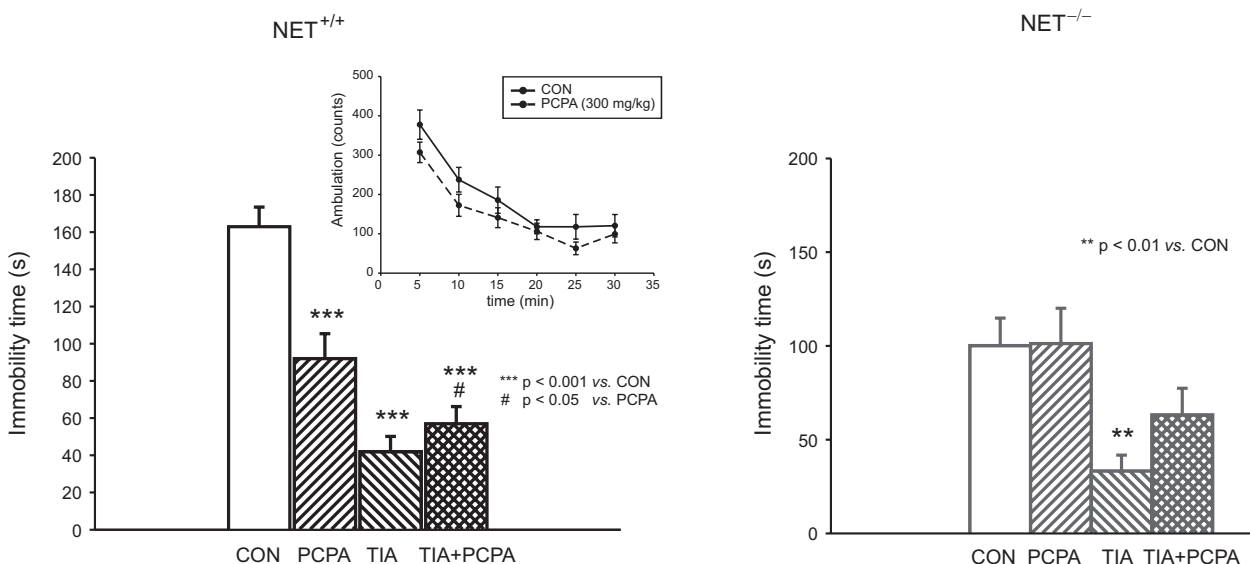 NET+/+
NET−/−
500
400
300
200
100
0
Ambulation (counts)
CON
PCPA (300 mg/kg)
0 5 10 15 20 25 30 35
time (min)
200
180
160
140
120
100
80
60
40
20
0
Immobility time (s)
***
***
***
#
*** p < 0.001 vs. CON
# p < 0.05 vs. PCPA
CON PCPA TIA TIA+PCPA
200
150
100
50
0
Immobility time (s)
** p < 0.01 vs. CON
**
CON PCPA TIA TIA+PCPA